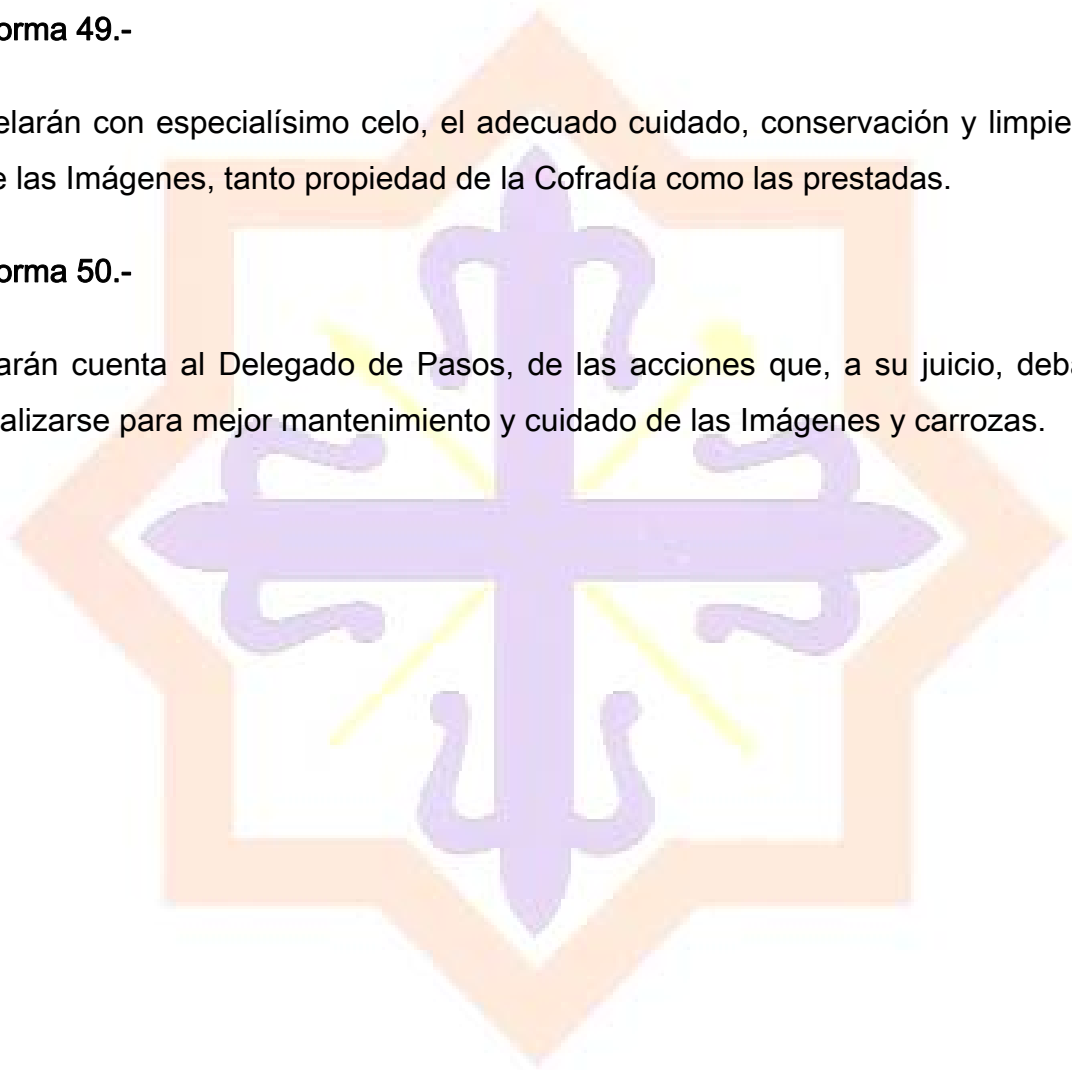 orma 49.-
elarán con especialísimo celo, el adecuado cuidado, conservación y limpie
e las Imágenes, tanto propiedad de la Cofradía como las prestadas.
orma 50.-
arán cuenta al Delegado de Pasos, de las acciones que, a su juicio, deba
alizarse para mejor mantenimiento y cuidado de las Imágenes y carrozas.